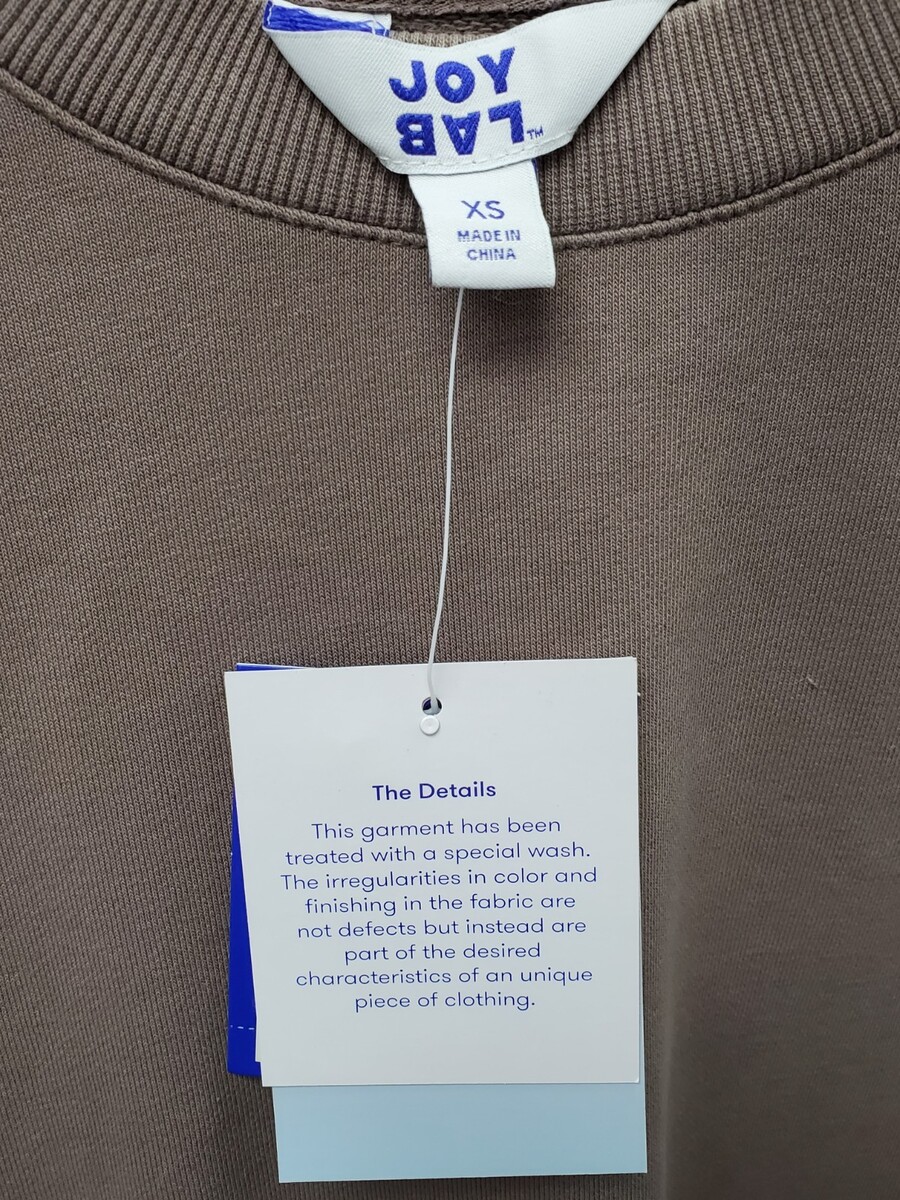 JOY
LAB™
XS
MADE IN
CHINA
The Details
This garment has been
treated with a special wash.
The irregularities in color and
finishing in the fabric are
not defects but instead are
part of the desired
characteristics of an unique
piece of clothing.